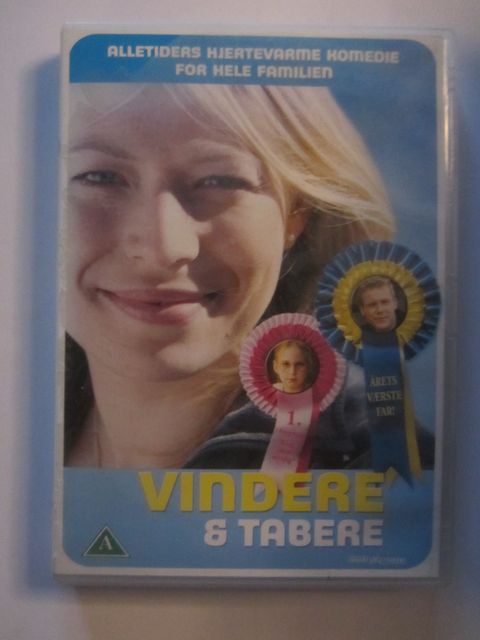 ALLETIDERS HJERTEVARME KOMEDIE
FOR HELE FAMILIEN
ÅRETS
VÆRSTE
FAR!
1.
VINDERE
& TABERE
A